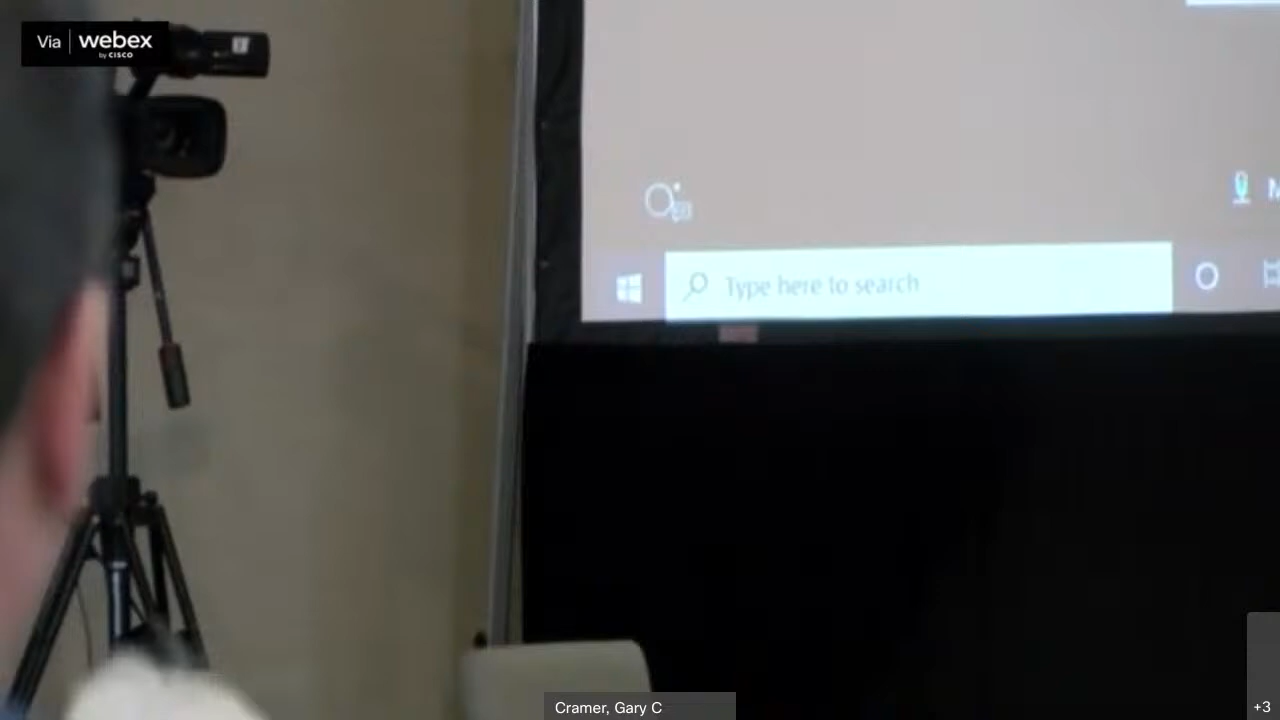 Via webex
by CISCO
M
Type here to search
Cramer, Gary C
+3